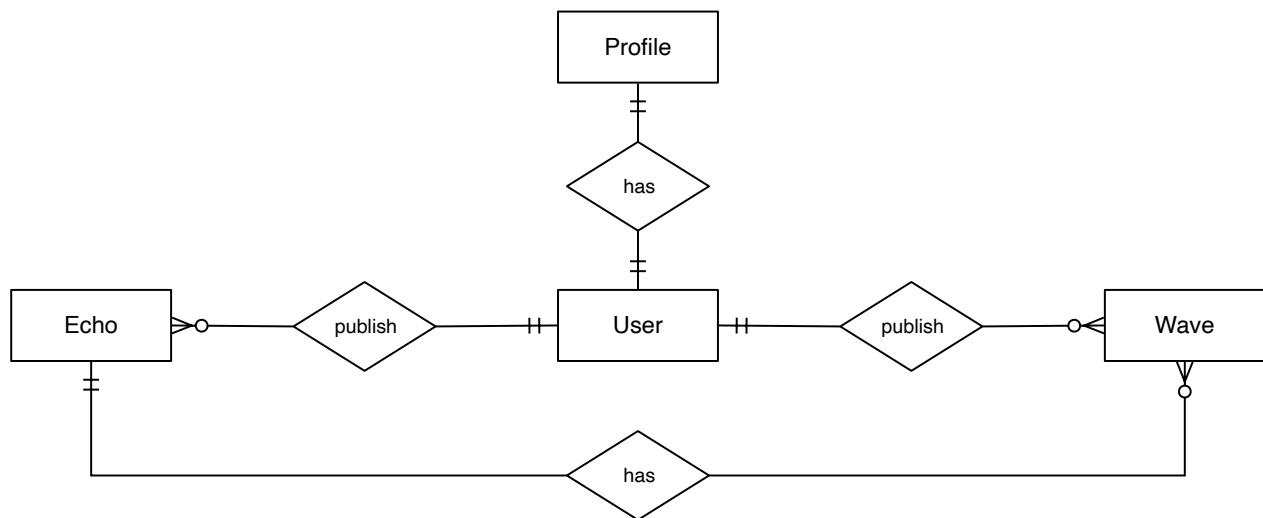 Profile
has
Echo
publish
User
publish
Wave
has